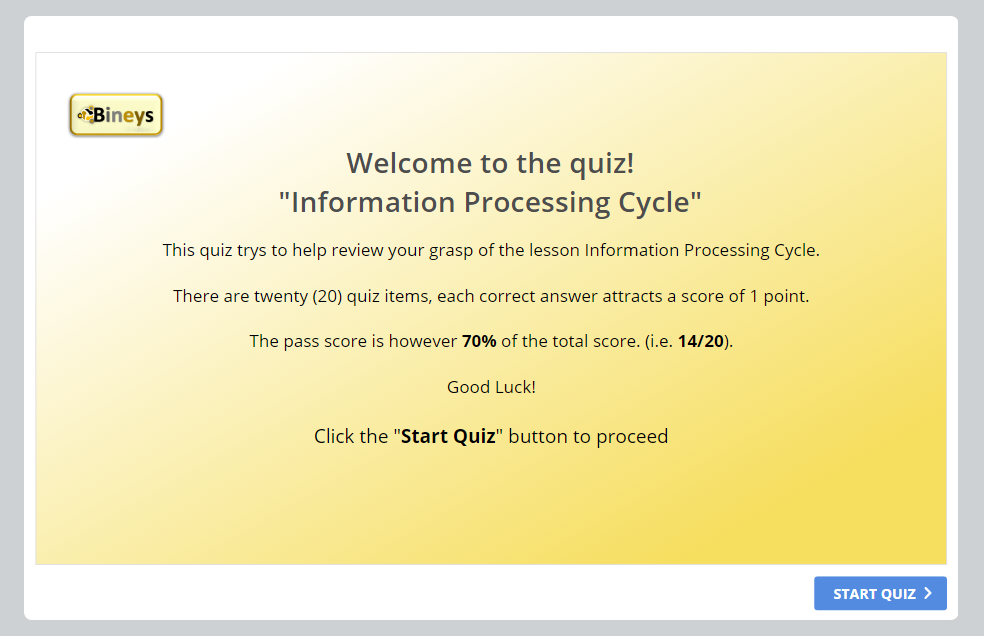 Bineys
Welcome to the quiz!
"Information Processing Cycle"
This quiz trys to help review your grasp of the lesson Information Processing Cycle.
There are twenty (20) quiz items, each correct answer attracts a score of 1 point.
The pass score is however 70% of the total score. (i.e. 14/20).
Good Luck!
Click the "Start Quiz" button to proceed
START QUIZ